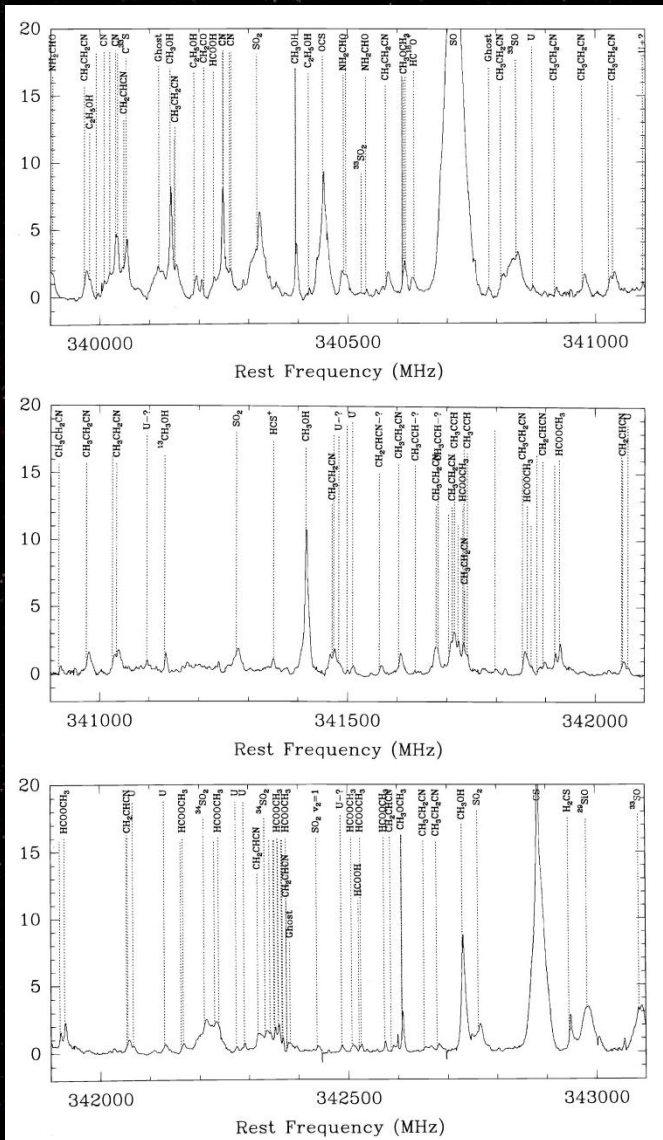 20
15
10
5
0
NH₂CHO
CH₃CH₂CN
C₂H₅OH
CN
CN
C³³S
CH₂CHCN
Ghost
CH₃OH
CH₃CH₂CN
C₂H₅OH
CH₂CO
HCOOH
CN
CN
SO₂
CH₃OH
C₂H₅OH
OCS
NH₂CHO
³³SO₂
NH₂CHO
CH₃CH₂CN
HC¹⁸O
SO
Ghost
CH₃CH₂CN
³³SO
U
CH₃CH₂CN
CH₃CH₂CN
CH₃CH₂CN
340000
340500
341000
Rest Frequency (MHz)
20
15
10
5
0
CH₃CH₂CN
CH₃CH₂CN
CH₃CH₂CN
U-?
¹³CH₃OH
SO₂
HCS⁺
CH₃OH
CH₃CH₂CN
U-?
U
CH₂CHCN-?
CH₃CH₂CN
CH₃CCH-?
CH₃CH₂CN
CH₃CCH-?
CH₃CH₂CN
CH₃CCH
HCOOCH₃
CH₃CH₂CN
CH₃CCH
CH₃CH₂CN
HCOOCH₃
CH₂CHCN
HCOOCH₃
CH₂CHCN
U
341000
341500
342000
Rest Frequency (MHz)
20
15
10
5
0
HCOOCH₃
CH₂CHCN
U
U
HCOOCH₃
³⁴SO₂
HCOOCH₃
U
U
CH₂CHCN
³⁴SO₂
HCOOCH₃
HCOOCH₃
CH₂CHCN
Ghost
SO₂ v₂=1
U-?
HCOOCH₃
HCOOH
HCOOCH₃
HCOOCH₃
CH₂CHCN
CH₃OCH₃
CH₃CH₂CN
CH₃CH₂CN
CH₃OH
SO₂
CS
H₂CS
²⁹SiO
³³SO
342000
342500
343000
Rest Frequency (MHz)